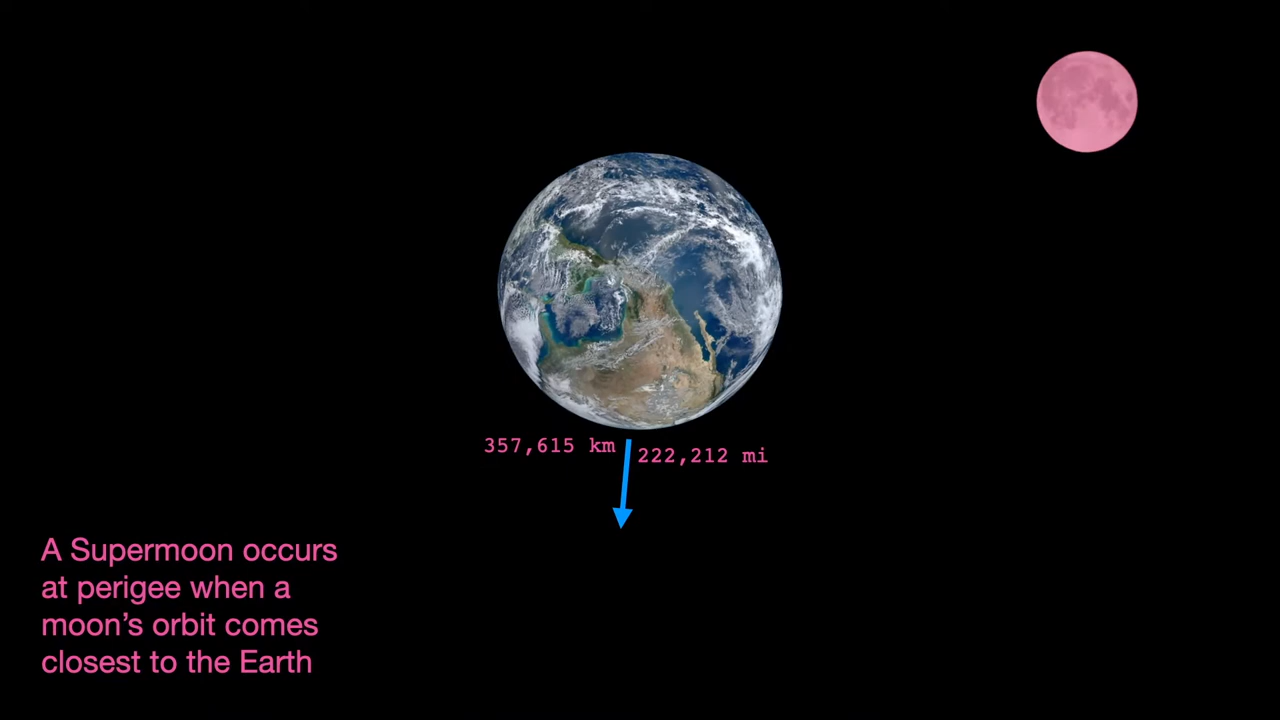 357,615 km
222,212 mi
A Supermoon occurs
at perigee when a
moon’s orbit comes
closest to the Earth